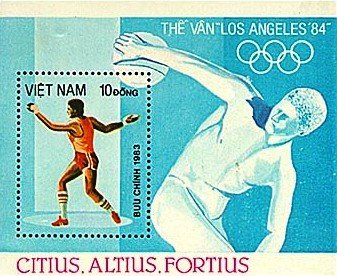 THẾ VẬN "LOS ANGELES '84"
VIỆT NAM
10 ĐỒNG
BƯU CHÍNH 1983
CITIUS, ALTIUS, FORTIUS